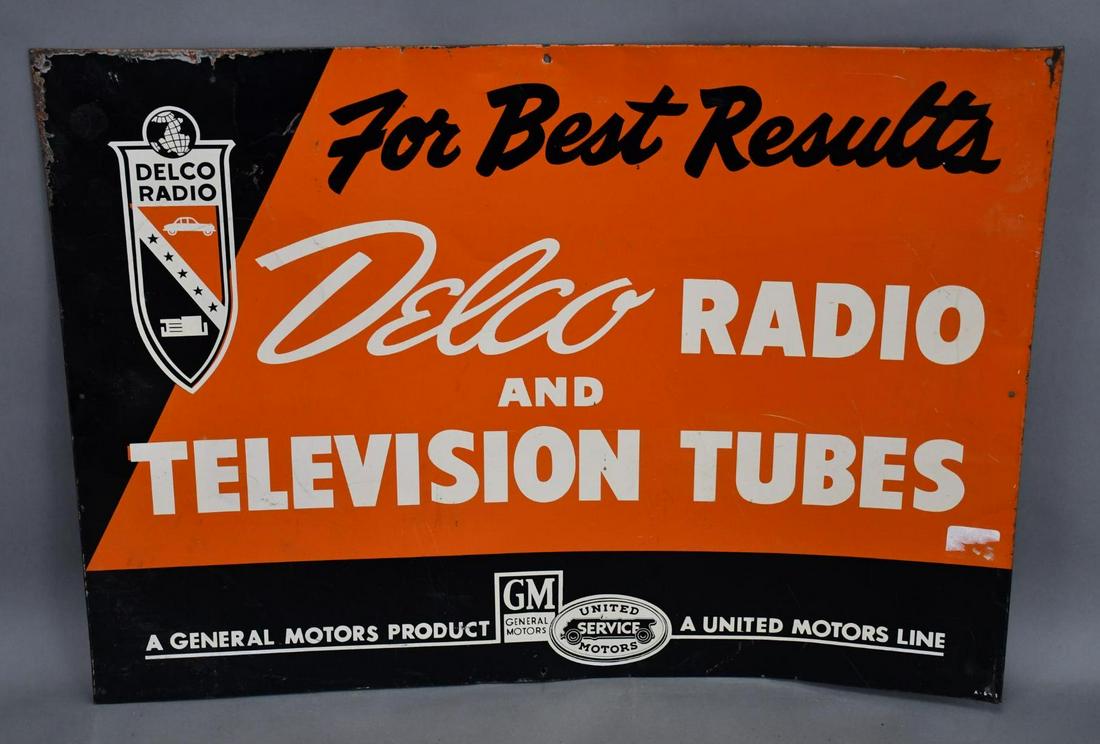 For Best Results
DELCO
RADIO
Delco RADIO
AND
TELEVISION TUBES
GM
GENERAL
MOTORS
UNITED
SERVICE
MOTORS
A GENERAL MOTORS PRODUCT
A UNITED MOTORS LINE